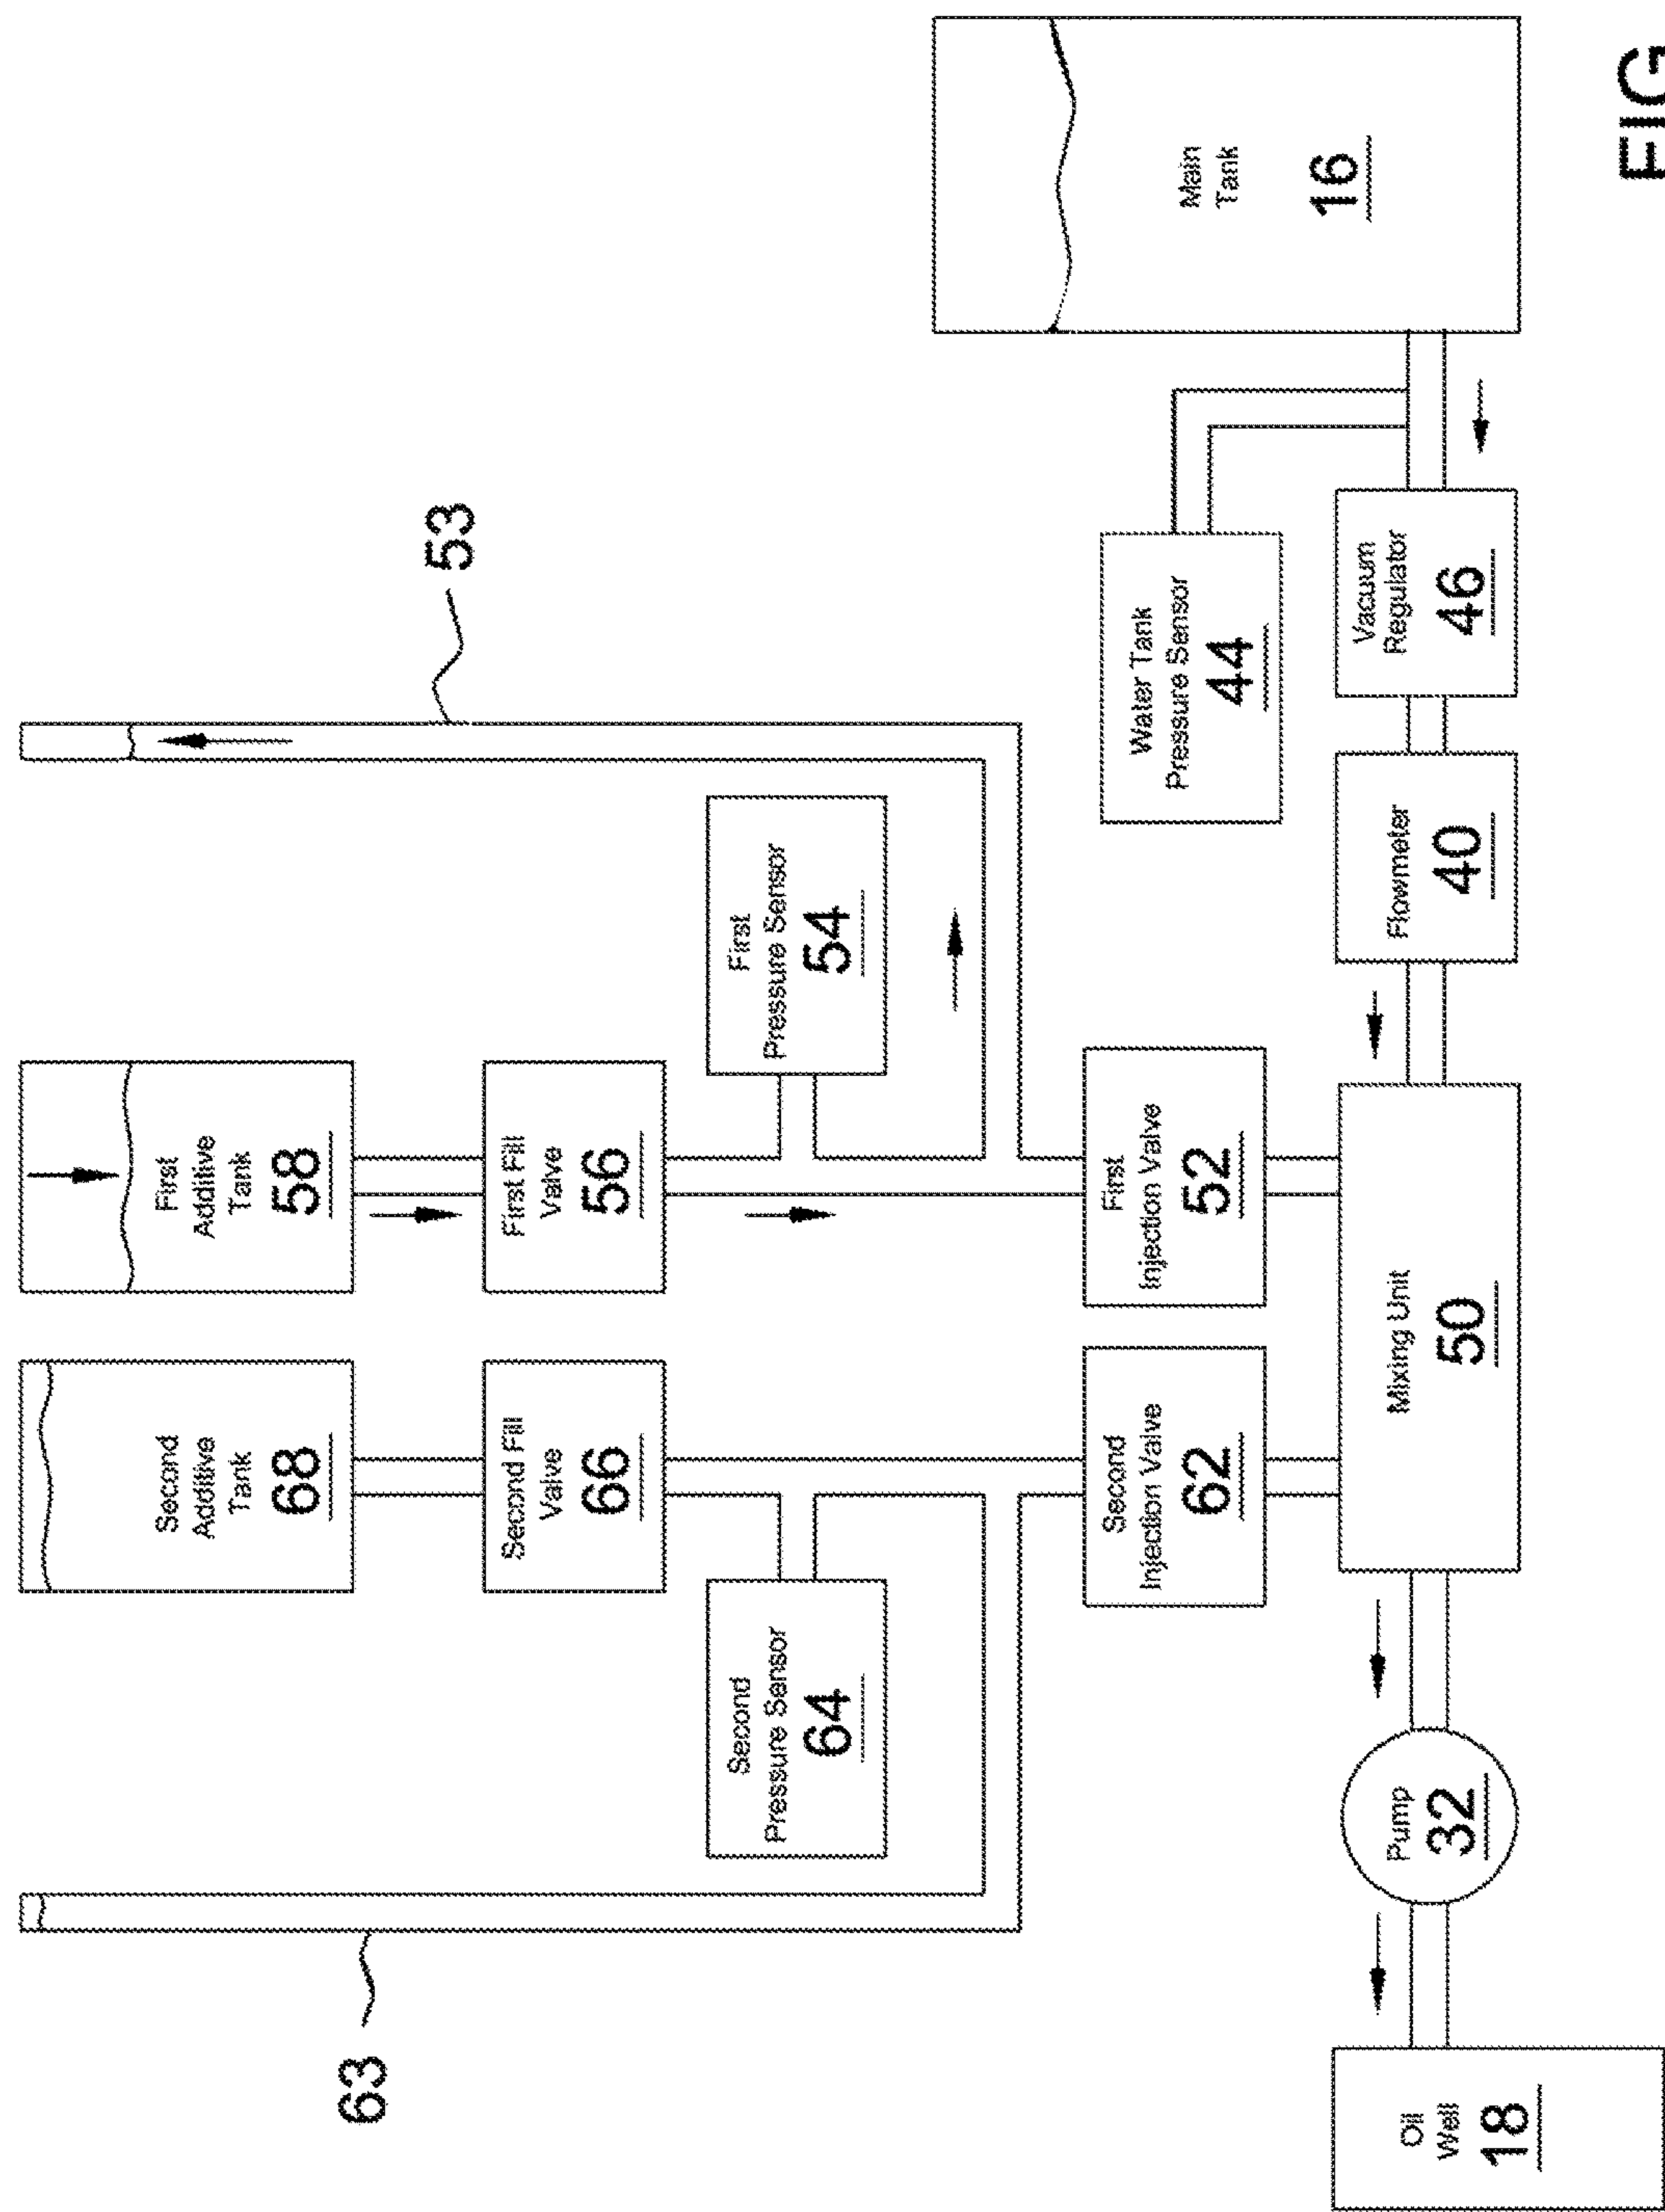 63
53
Second
Additive
Tank
68
First
Additive
Tank
58
Second Fill
Valve
66
First Fill
Valve
56
Second
Pressure Sensor
64
First
Pressure Sensor
54
Second
Injection Valve
62
First
Injection Valve
52
Water Tank
Pressure Sensor
44
Main
Tank
16
Oil
Well
18
Pump
32
Mixing Unit
50
Flowmeter
40
Vacuum
Regulator
46
FIG